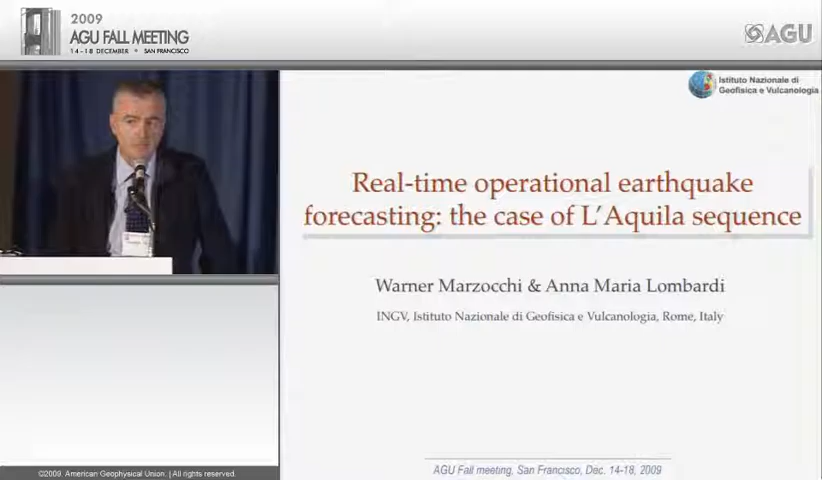 2009
AGU FALL MEETING
14-18 DECEMBER • SAN FRANCISCO
AGU
Istituto Nazionale di
Geofisica e Vulcanologia
Real-time operational earthquake
forecasting: the case of L'Aquila sequence
Warner Marzocchi & Anna Maria Lombardi
INGV, Istituto Nazionale di Geofisica e Vulcanologia, Rome, Italy
AGU Fall meeting, San Francisco, Dec. 14-18, 2009
©2009. American Geophysical Union. | All rights reserved.